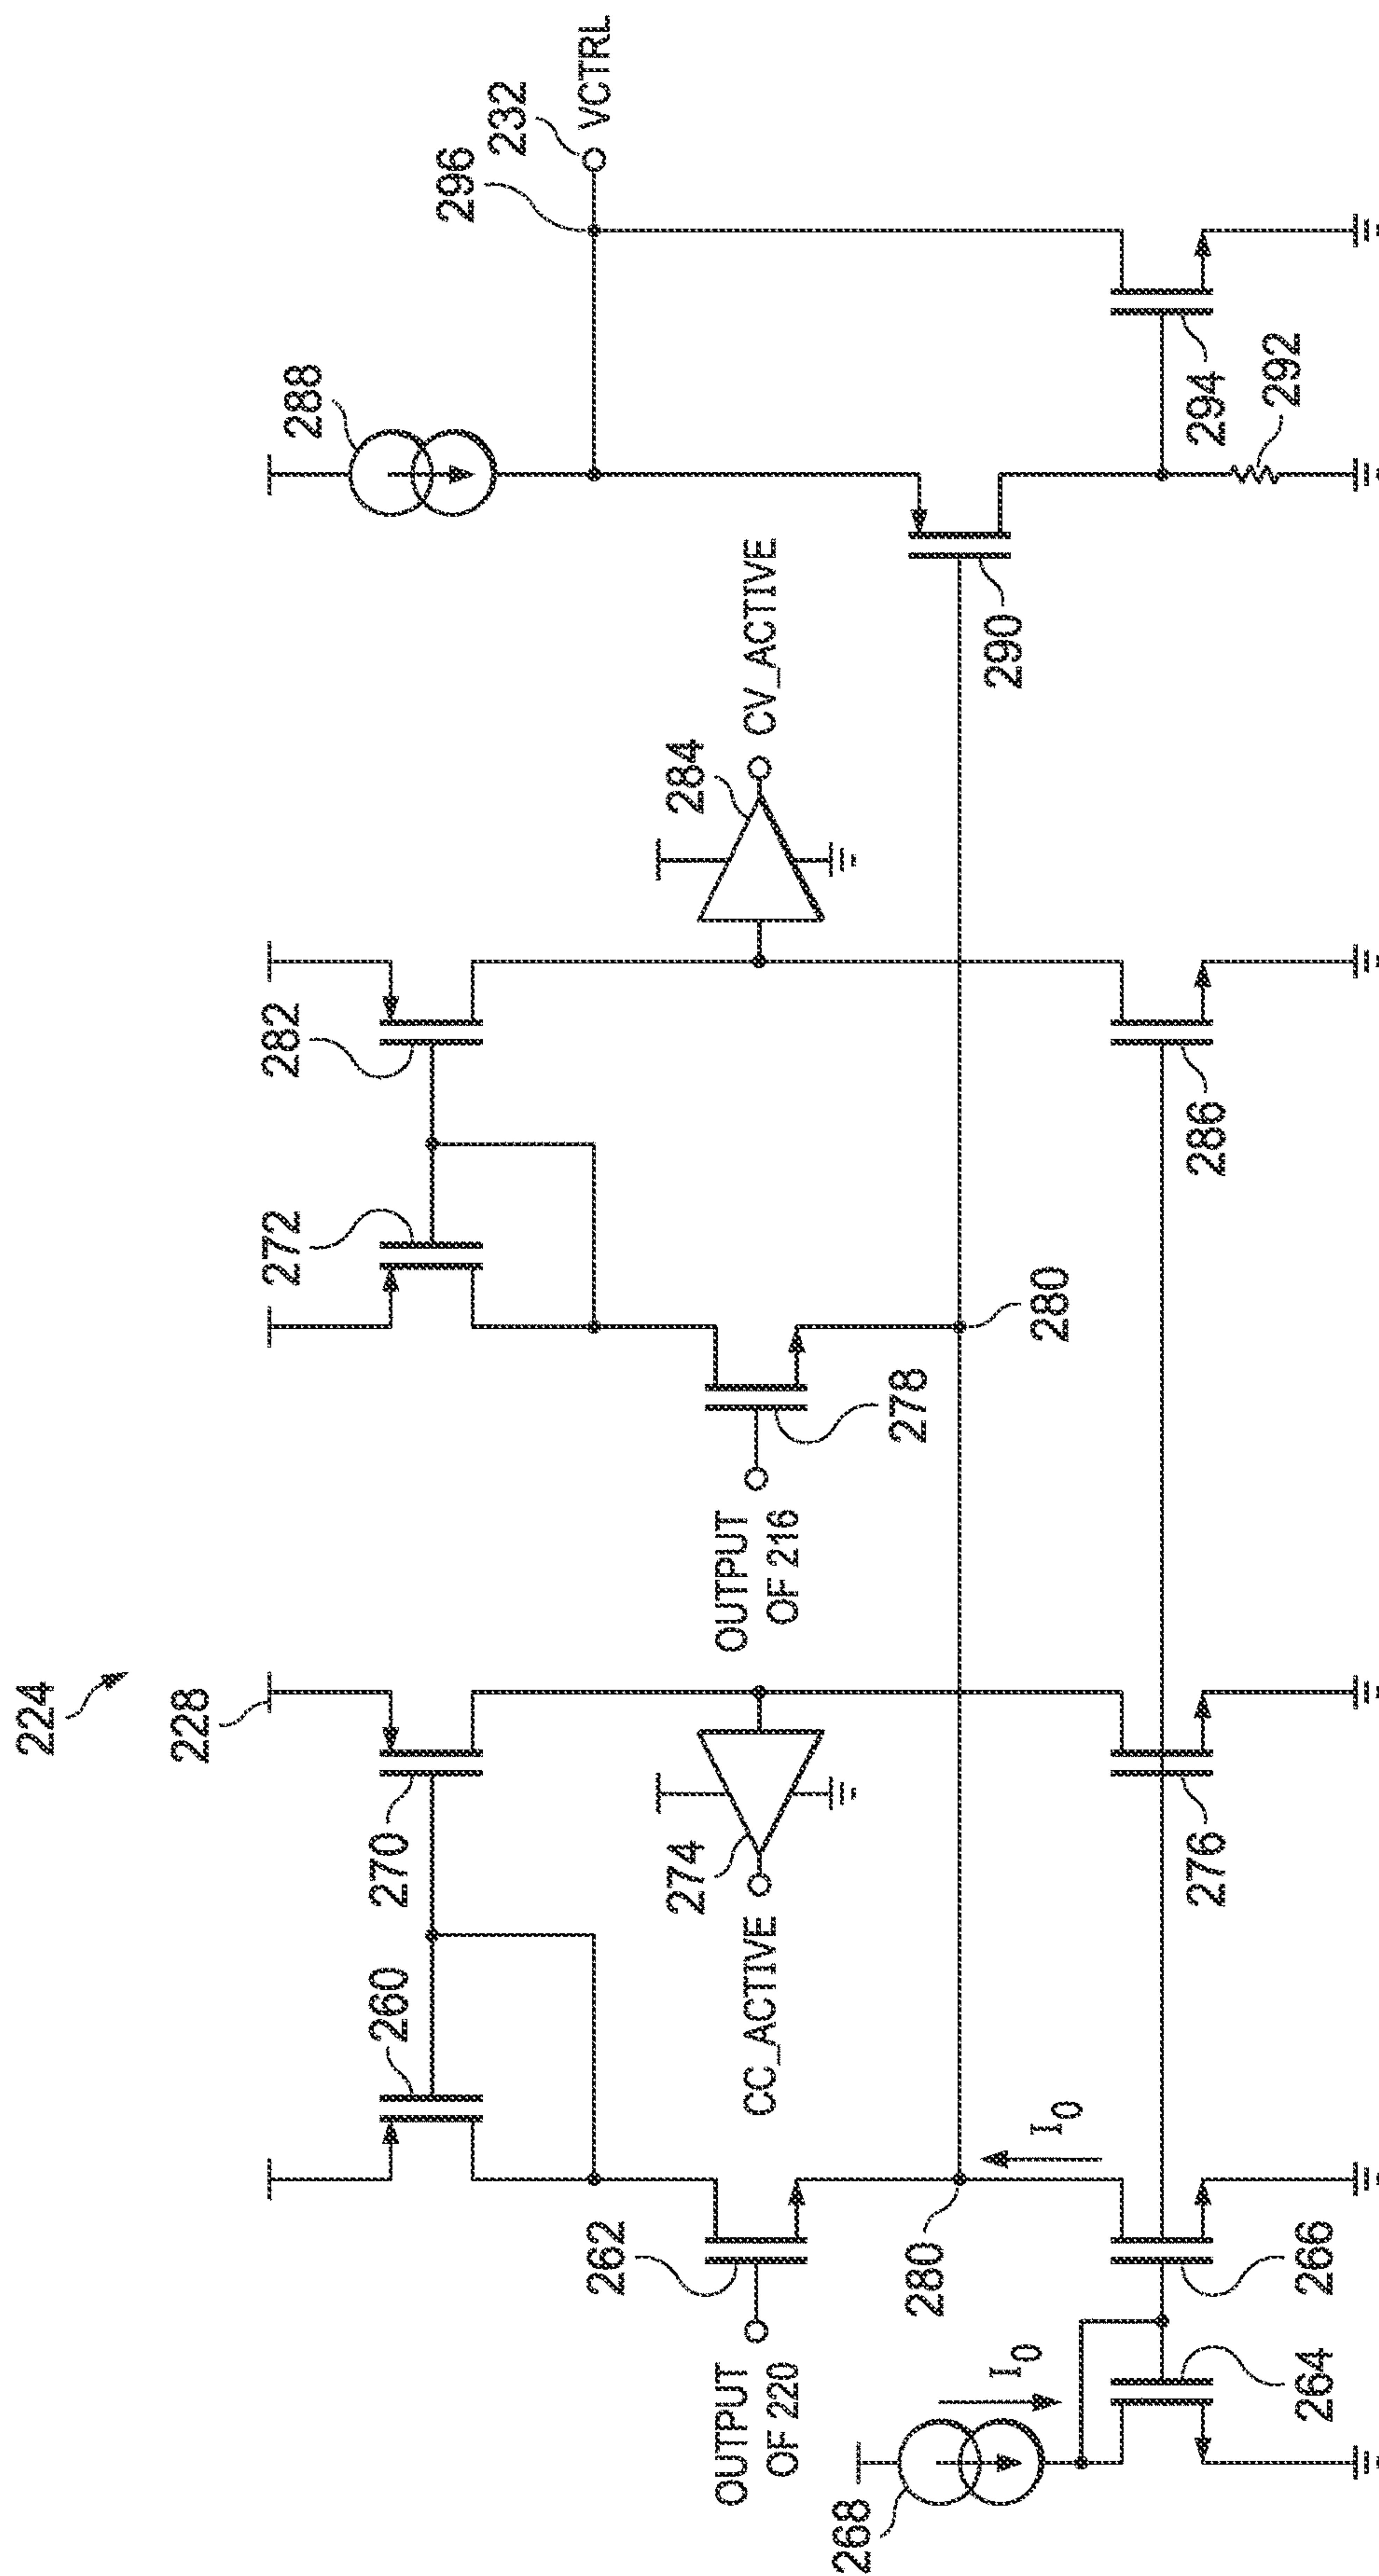 224
228
260
270
272
282
288
296
232
VCTRL
262
OUTPUT
OF 220
CC_ACTIVE
274
OUTPUT
OF 216
278
284
CV_ACTIVE
280
I0
280
290
268
I0
264
266
276
286
294
292